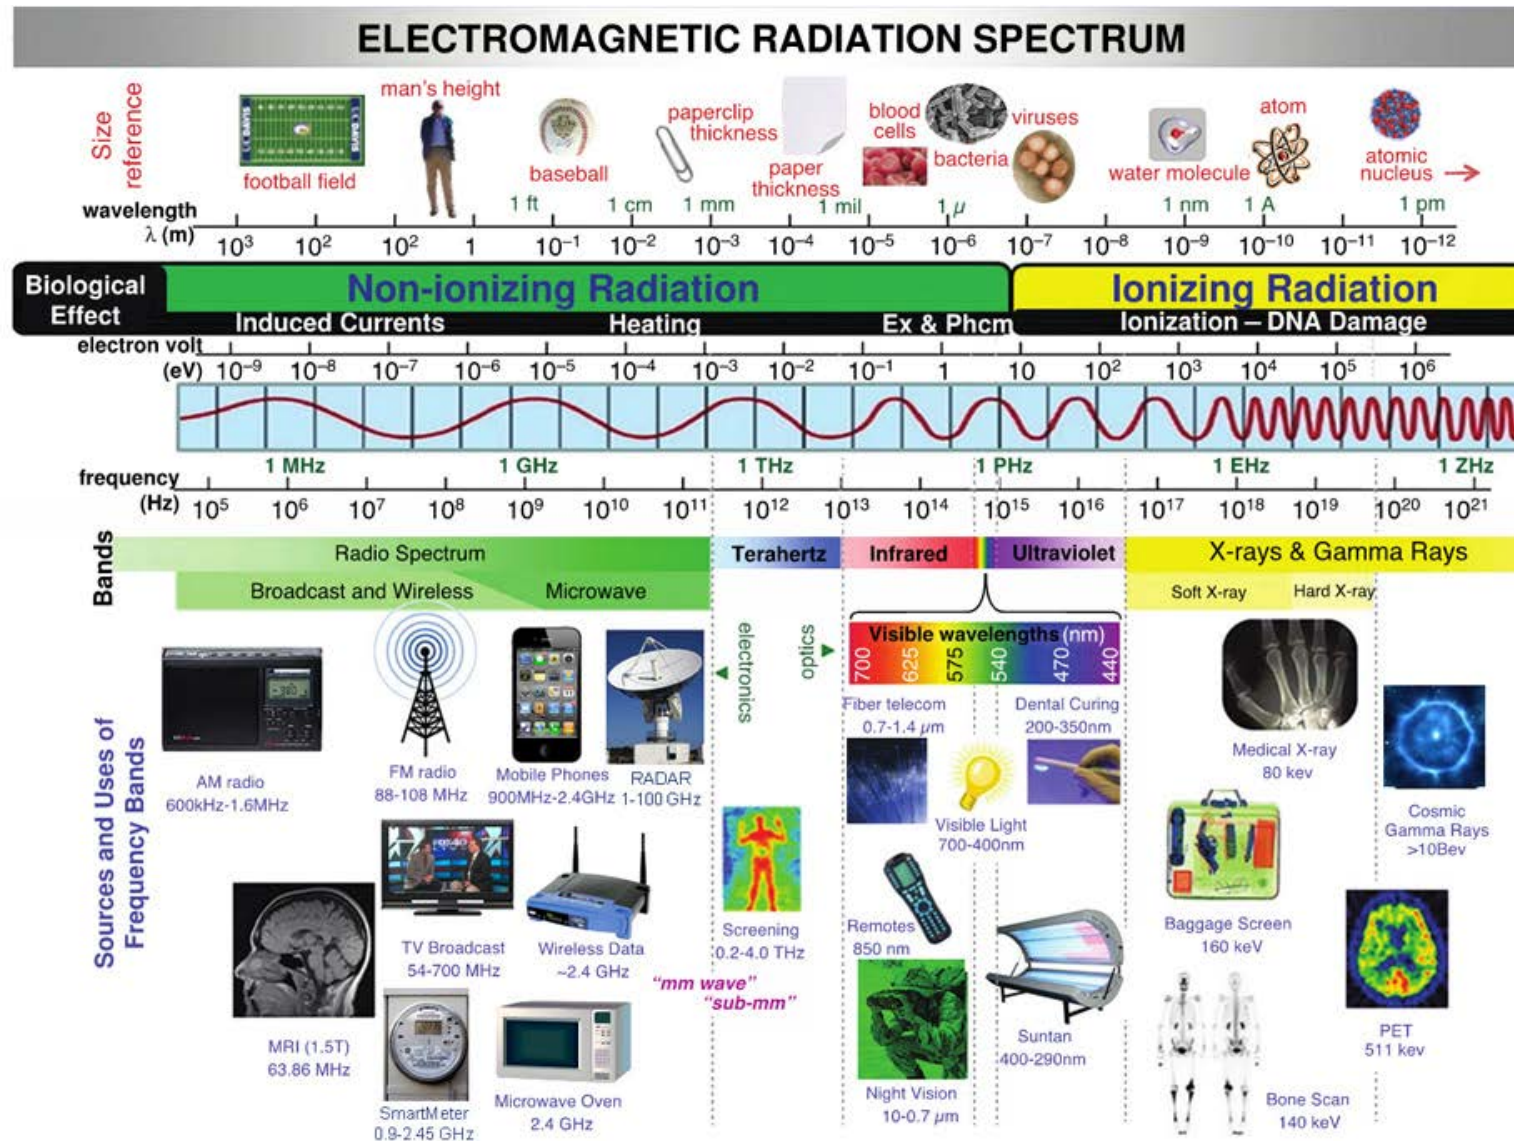 ELECTROMAGNETIC RADIATION SPECTRUM
Size
reference
football field
man's height
baseball
paperclip
thickness
paper
thickness
blood
cells
bacteria
viruses
water molecule
atom
atomic
nucleus
wavelength
λ (m)
1 ft 1 cm 1 mm 1 mil 1 µ 1 nm 1 A 1 pm
10³ 10² 10² 1 10⁻¹ 10⁻² 10⁻³ 10⁻⁴ 10⁻⁵ 10⁻⁶ 10⁻⁷ 10⁻⁸ 10⁻⁹ 10⁻¹⁰ 10⁻¹¹ 10⁻¹²
Biological
Effect
Non-ionizing Radiation
Ionizing Radiation
Induced Currents Heating Ex & Phcm
Ionization – DNA Damage
electron volt
(eV) 10⁻⁹ 10⁻⁸ 10⁻⁷ 10⁻⁶ 10⁻⁵ 10⁻⁴ 10⁻³ 10⁻² 10⁻¹ 1 10 10² 10³ 10⁴ 10⁵ 10⁶
1 MHz 1 GHz 1 THz 1 PHz 1 EHz 1 ZHz
frequency
(Hz) 10⁵ 10⁶ 10⁷ 10⁸ 10⁹ 10¹⁰ 10¹¹ 10¹² 10¹³ 10¹⁴ 10¹⁵ 10¹⁶ 10¹⁷ 10¹⁸ 10¹⁹ 10²⁰ 10²¹
Bands
Radio Spectrum
Terahertz
Infrared
Ultraviolet
X-rays & Gamma Rays
Broadcast and Wireless
Microwave
Soft X-ray
Hard X-ray
electronics
optics
Visible wavelengths (nm)
700 625 575 540 470 440
Sources and Uses of
Frequency Bands
AM radio
600kHz-1.6MHz
FM radio
88-108 MHz
Mobile Phones
900MHz-2.4GHz
RADAR
1-100 GHz
Fiber telecom
0.7-1.4 µm
Dental Curing
200-350nm
Medical X-ray
80 kev
Visible Light
700-400nm
Cosmic
Gamma Rays
>10Bev
TV Broadcast
54-700 MHz
Wireless Data
~2.4 GHz
Screening
0.2-4.0 THz
Remotes
850 nm
Baggage Screen
160 keV
"mm wave"
"sub-mm"
MRI (1.5T)
63.86 MHz
SmartMeter
0.9-2.45 GHz
Microwave Oven
2.4 GHz
Night Vision
10-0.7 µm
Suntan
400-290nm
PET
511 kev
Bone Scan
140 keV